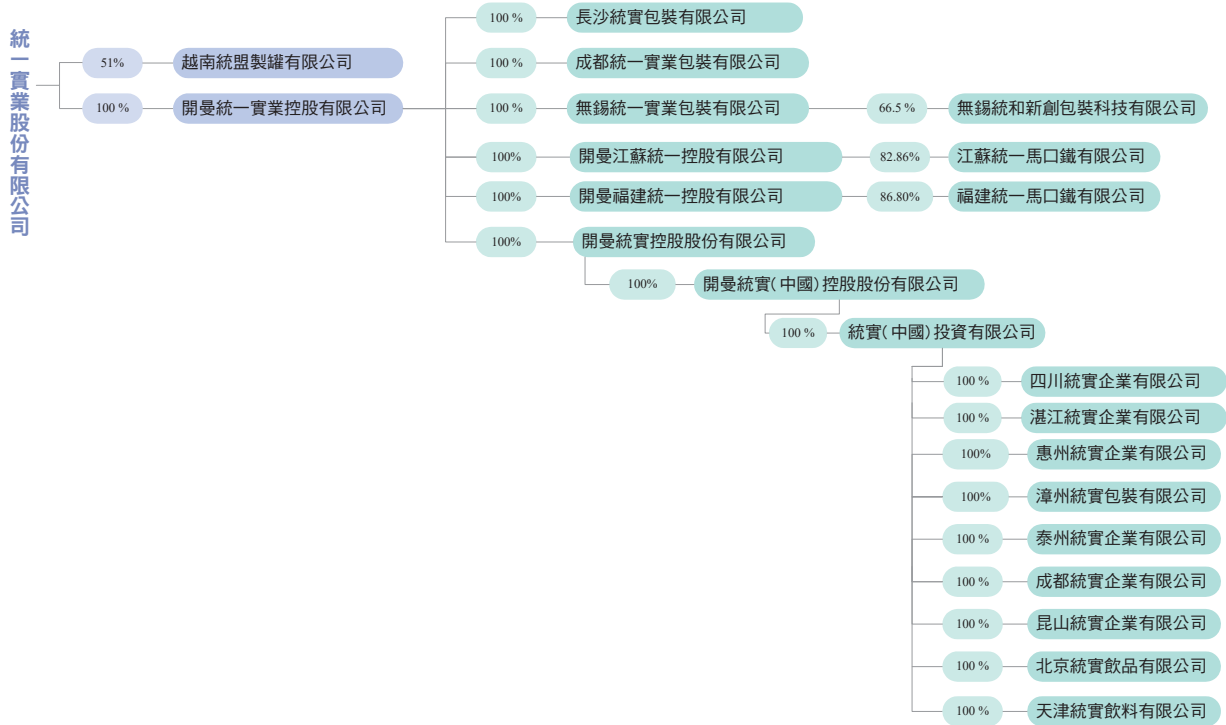 統一實業股份有限公司
51%
越南統盟製罐有限公司
100 %
開曼統一實業控股有限公司
100 %
長沙統實包裝有限公司
100 %
成都統一實業包裝有限公司
100 %
無錫統一實業包裝有限公司
66.5 %
無錫統和新創包裝科技有限公司
100%
開曼江蘇統一控股有限公司
82.86%
江蘇統一馬口鐵有限公司
100%
開曼福建統一控股有限公司
86.80%
福建統一馬口鐵有限公司
100%
開曼統實控股股份有限公司
100%
開曼統實(中國)控股股份有限公司
100 %
統實(中國)投資有限公司
100 %
四川統實企業有限公司
100 %
湛江統實企業有限公司
100%
惠州統實企業有限公司
100%
漳州統實包裝有限公司
100 %
泰州統實企業有限公司
100 %
成都統實企業有限公司
100 %
昆山統實企業有限公司
100 %
北京統實飲品有限公司
100 %
天津統實飲料有限公司